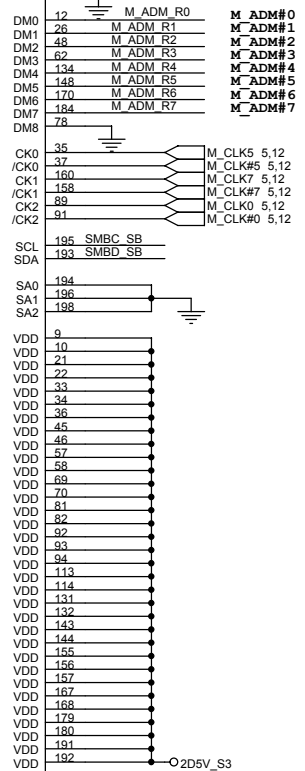 DM0 12 M_ADM_R0 M_ADM#0
DM1 26 M_ADM_R1 M_ADM#1
DM2 48 M_ADM_R2 M_ADM#2
DM3 62 M_ADM_R3 M_ADM#3
DM4 134 M_ADM_R4 M_ADM#4
DM5 148 M_ADM_R5 M_ADM#5
DM6 170 M_ADM_R6 M_ADM#6
DM7 184 M_ADM_R7 M_ADM#7
DM8 78
CK0 35 M_CLK5 5,12
/CK0 37 M_CLK#5 5,12
CK1 160 M_CLK7 5,12
/CK1 158 M_CLK#7 5,12
CK2 89 M_CLK0 5,12
/CK2 91 M_CLK#0 5,12
SCL 195 SMBC_SB
SDA 193 SMBD_SB
SA0 194
SA1 196
SA2 198
VDD 9
VDD 10
VDD 21
VDD 22
VDD 33
VDD 34
VDD 36
VDD 45
VDD 46
VDD 57
VDD 58
VDD 69
VDD 70
VDD 81
VDD 82
VDD 92
VDD 93
VDD 94
VDD 113
VDD 114
VDD 131
VDD 132
VDD 143
VDD 144
VDD 155
VDD 156
VDD 157
VDD 167
VDD 168
VDD 179
VDD 180
VDD 191
VDD 192 2D5V_S3